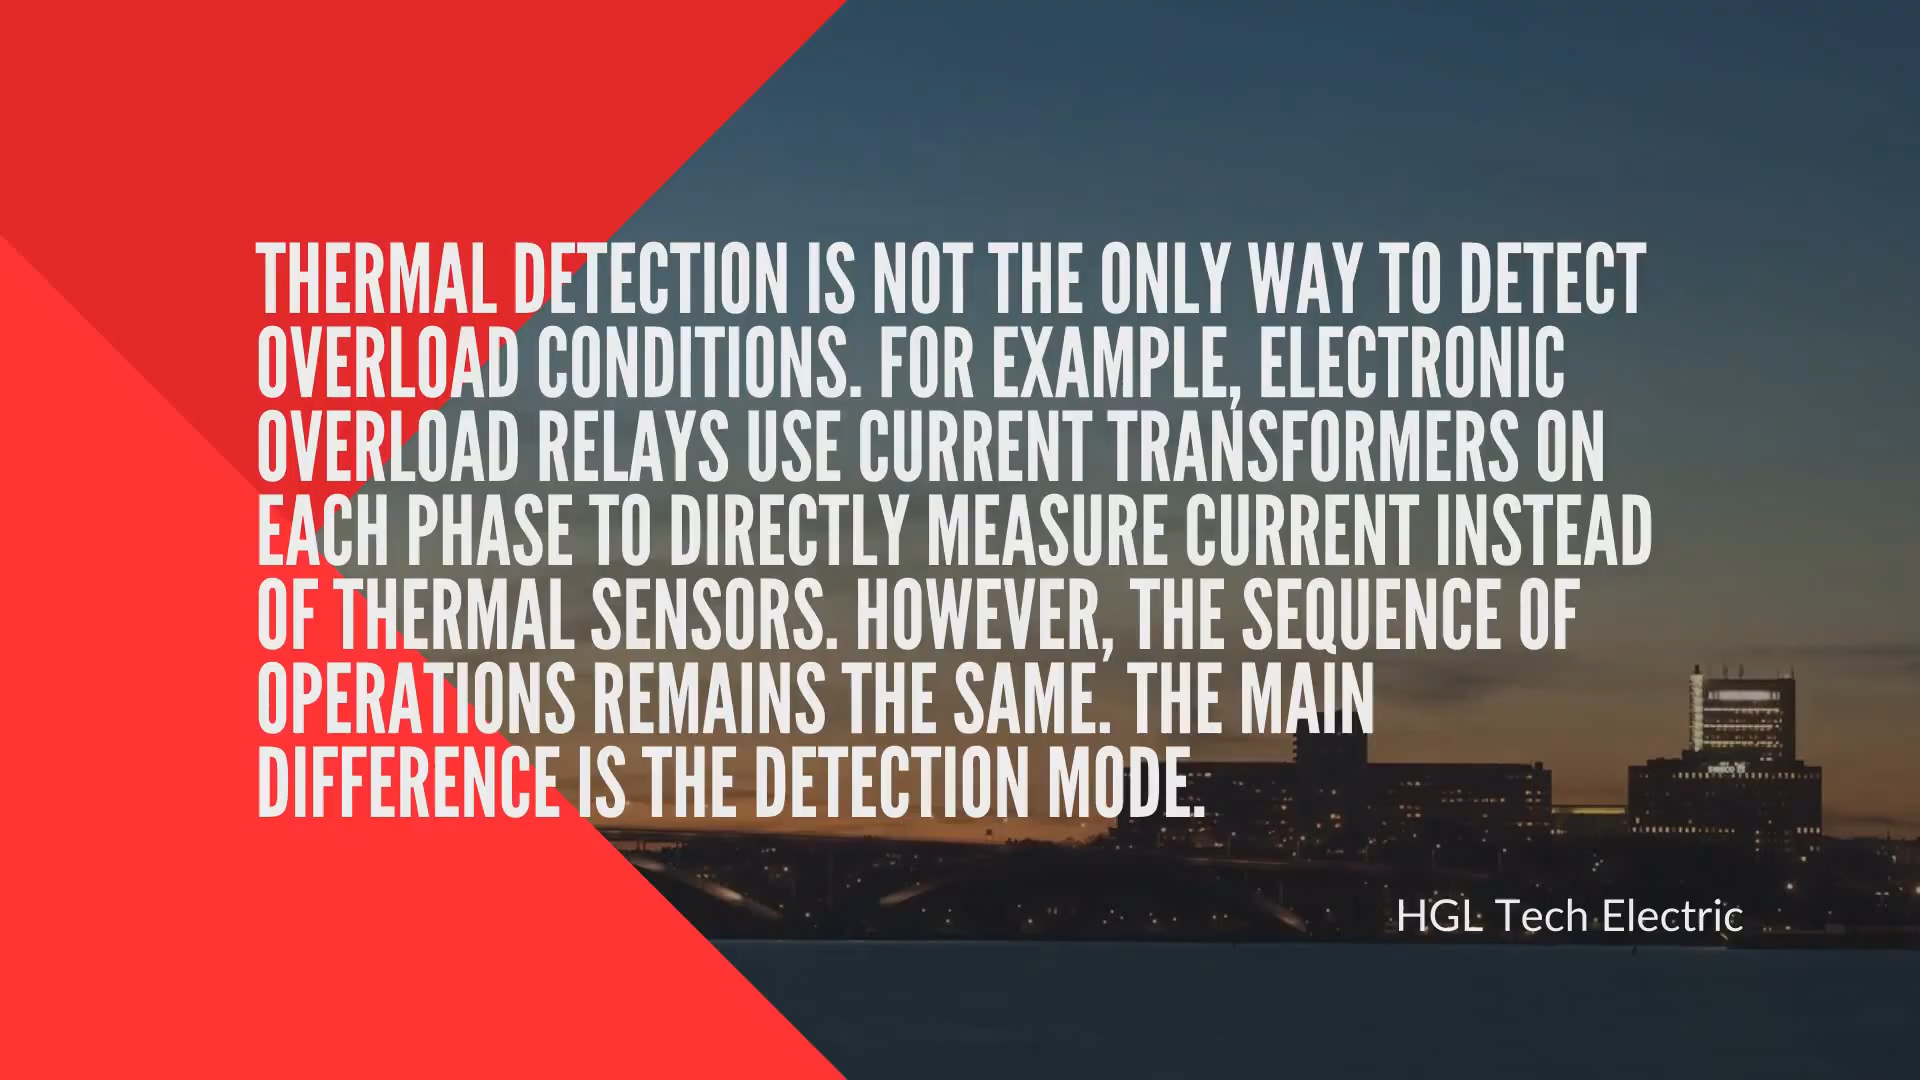 THERMAL DETECTION IS NOT THE ONLY WAY TO DETECT
OVERLOAD CONDITIONS. FOR EXAMPLE, ELECTRONIC
OVERLOAD RELAYS USE CURRENT TRANSFORMERS ON
EACH PHASE TO DIRECTLY MEASURE CURRENT INSTEAD
OF THERMAL SENSORS. HOWEVER, THE SEQUENCE OF
OPERATIONS REMAINS THE SAME. THE MAIN
DIFFERENCE IS THE DETECTION MODE.
HGL Tech Electric